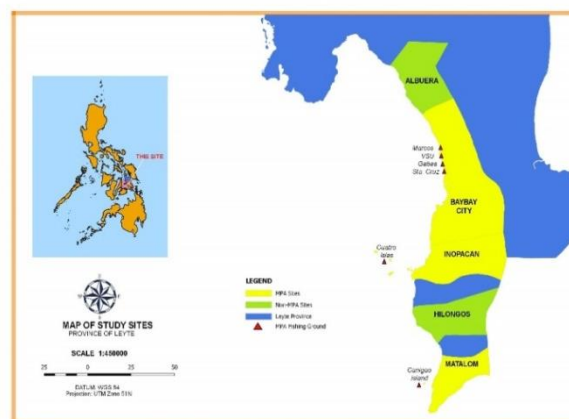 THIS SITE
MAP OF STUDY SITES
PROVINCE OF LEYTE
SCALE 1:450000
25 0 25 50
DATUM: WGS 84
Projection: UTM Zone 51N
LEGEND
MPA Sites
Non-MPA Sites
Leyte Province
MPA Fishing Ground
ALBUERA
Marcos
VSU
Gabas
Sta. Cruz
BAYBAY
CITY
Cuatro
Islas
INOPACAN
HILONGOS
MATALOM
Canigao
Island